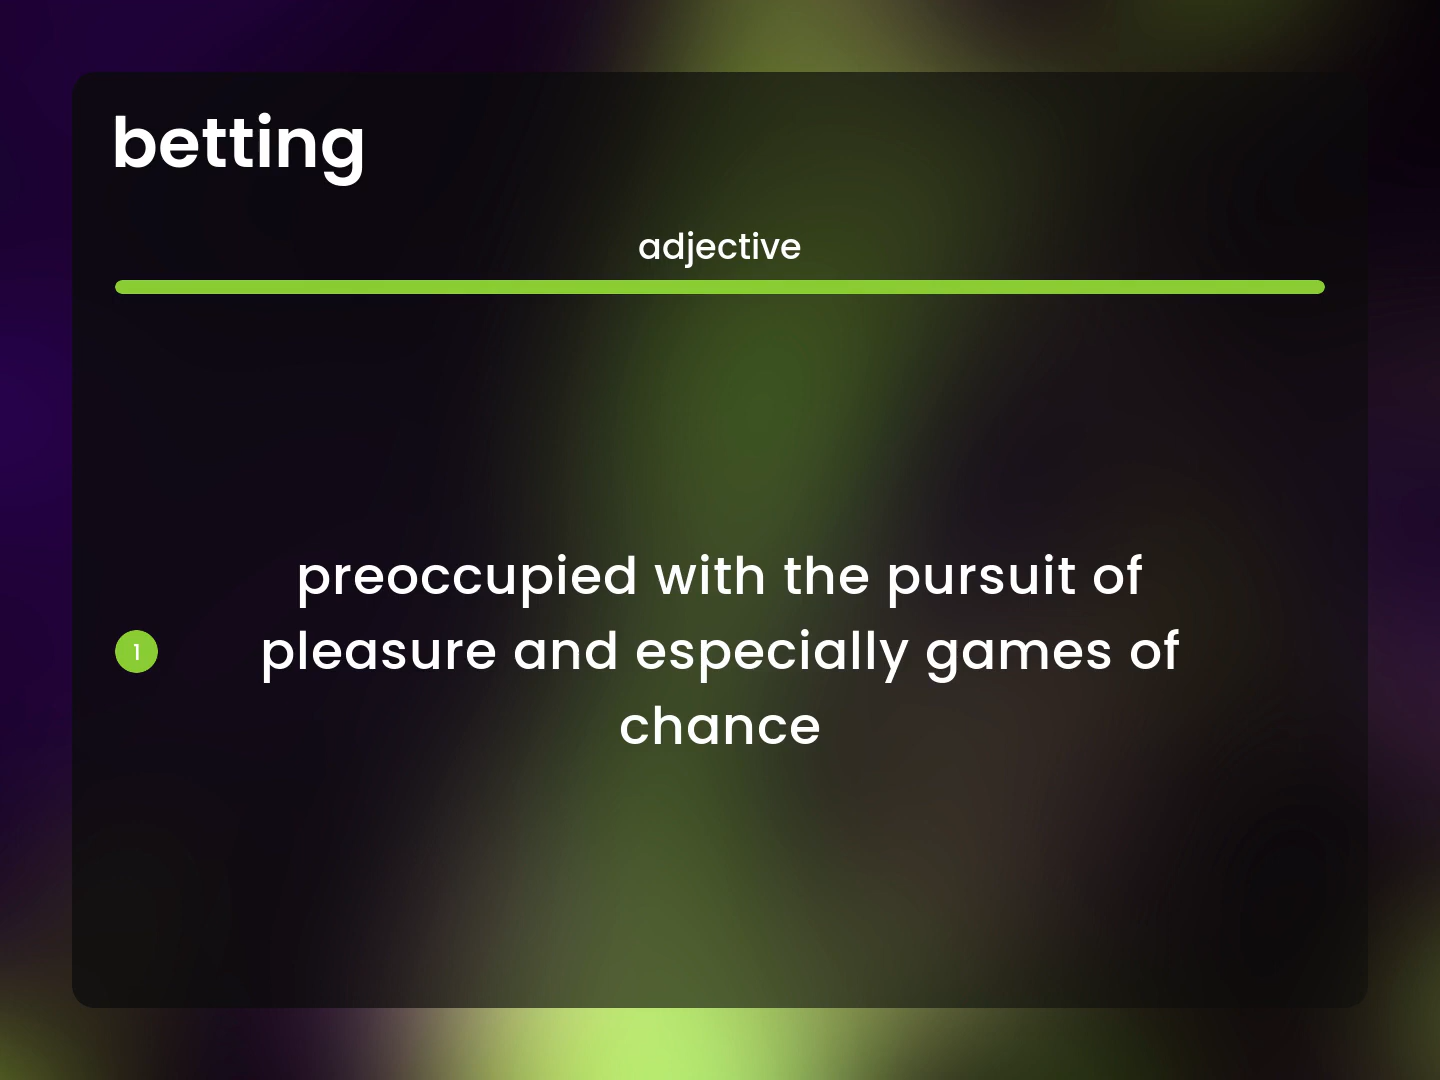 betting
adjective
preoccupied with the pursuit of
1
pleasure and especially games of
chance